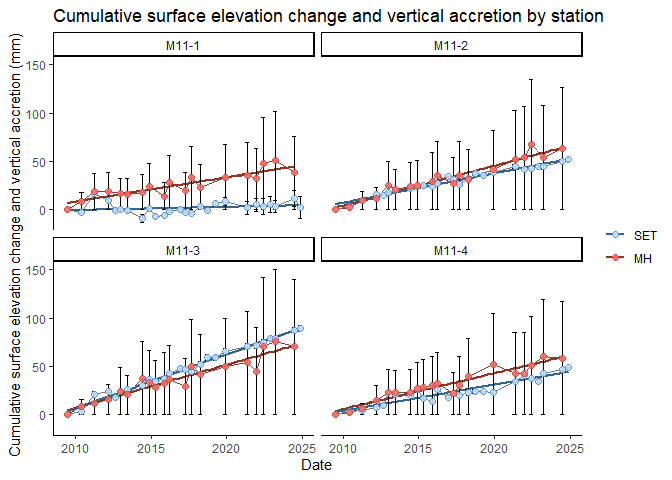 Cumulative surface elevation change and vertical accretion by station
Cumulative surface elevation change and vertical accretion (mm)
M11-1
M11-2
150
100
50
0
M11-3
M11-4
150
100
50
0
2010
2015
2020
2025
2010
2015
2020
2025
Date
SET
MH